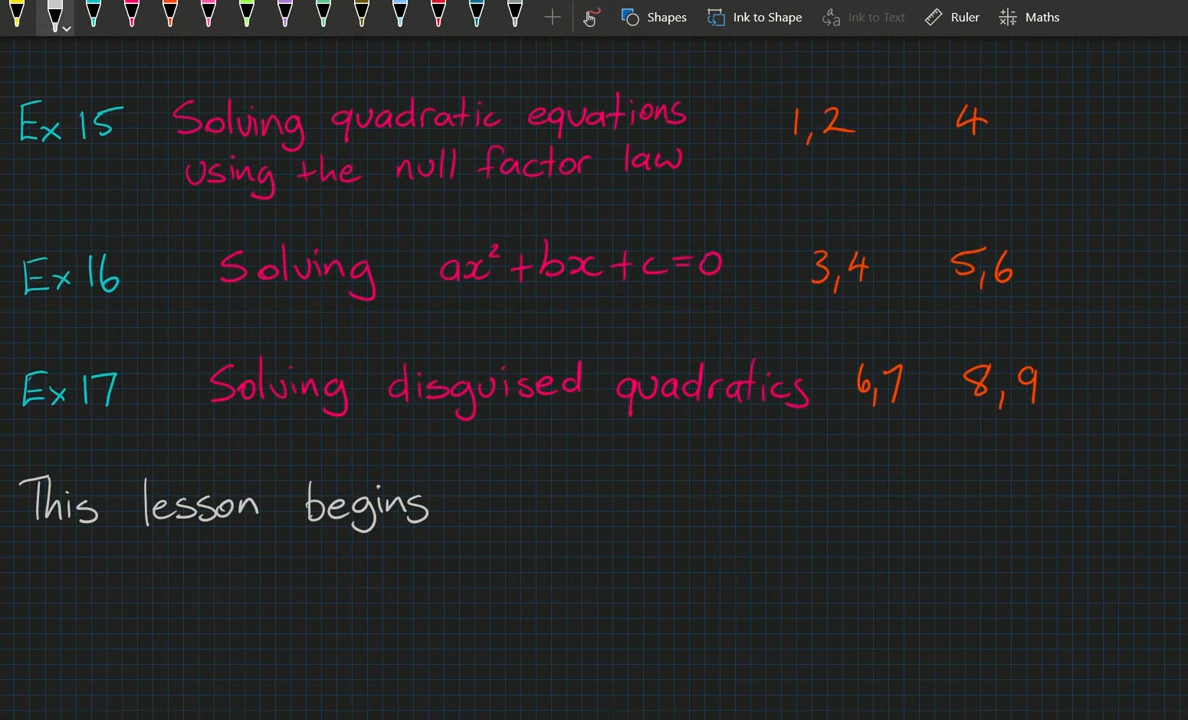 Shapes Ink to Shape Ink to Text Ruler Maths
Ex 15 Solving quadratic equations 1,2 4
using the null factor law
Ex 16 Solving ax²+bx+c=0 3,4 5,6
Ex 17 Solving disguised quadratics 6,7 8,9
This lesson begins